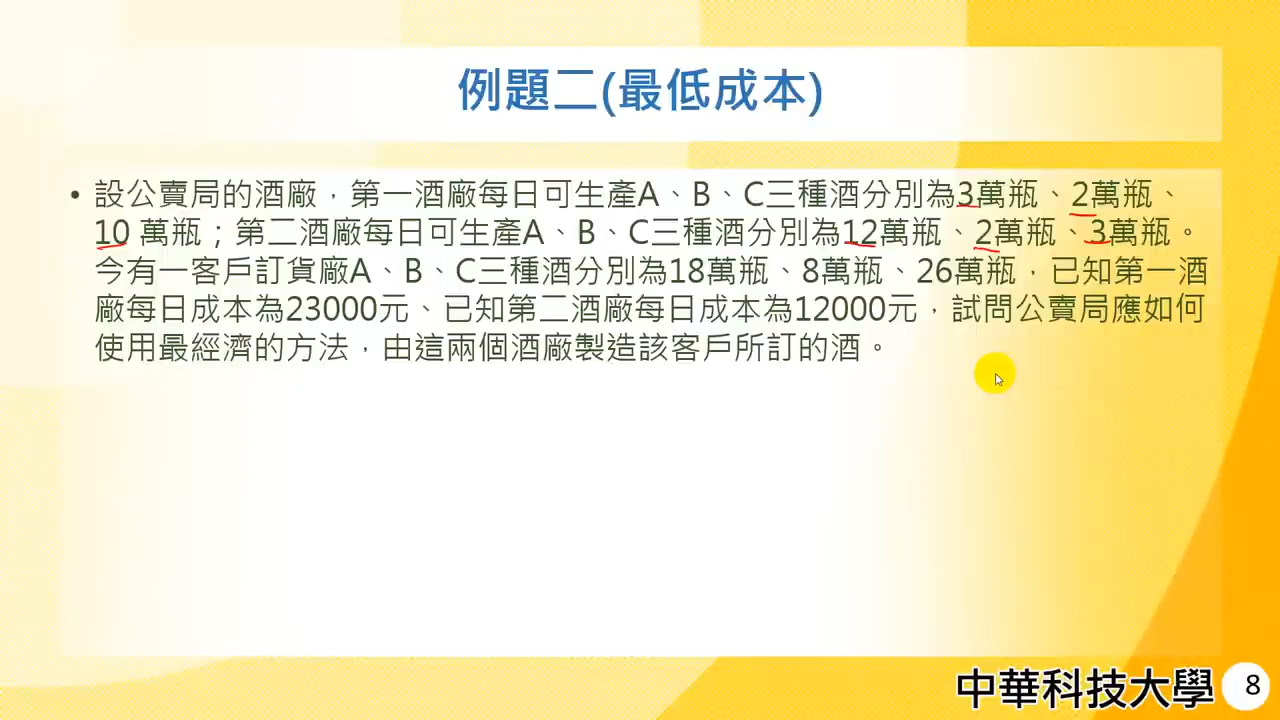 例題二(最低成本)
• 設公賣局的酒廠，第一酒廠每日可生產A、B、C三種酒分別為3萬瓶、2萬瓶、
10 萬瓶；第二酒廠每日可生產A、B、C三種酒分別為12萬瓶、2萬瓶、3萬瓶。
今有一客戶訂貨廠A、B、C三種酒分別為18萬瓶、8萬瓶、26萬瓶，已知第一酒
廠每日成本為23000元、已知第二酒廠每日成本為12000元，試問公賣局應如何
使用最經濟的方法，由這兩個酒廠製造該客戶所訂的酒。
中華科技大學 8